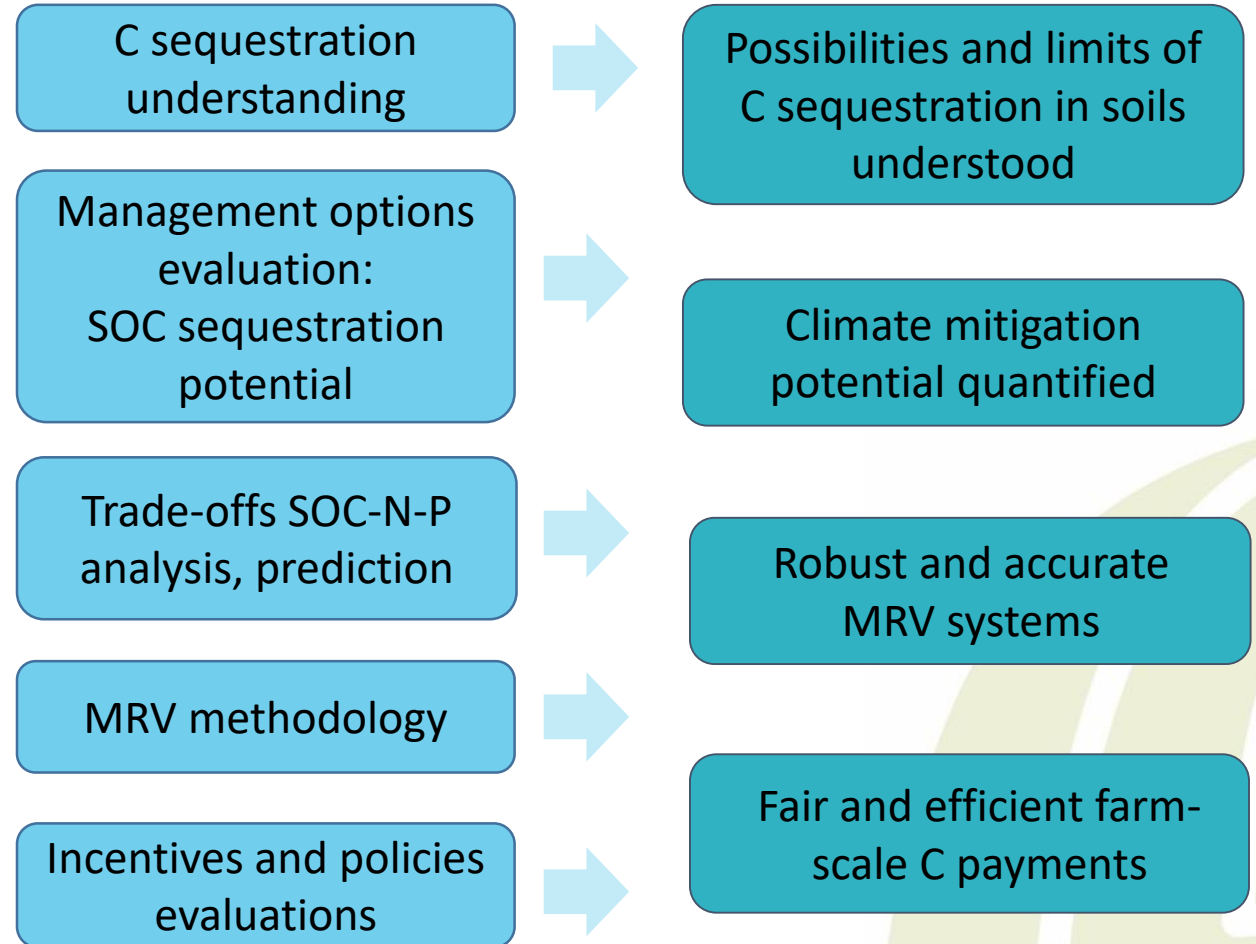 C sequestration
understanding
Possibilities and limits of
C sequestration in soils
understood
Management options
evaluation:
SOC sequestration
potential
Climate mitigation
potential quantified
Trade-offs SOC-N-P
analysis, prediction
Robust and accurate
MRV systems
MRV methodology
Fair and efficient farm-
scale C payments
Incentives and policies
evaluations